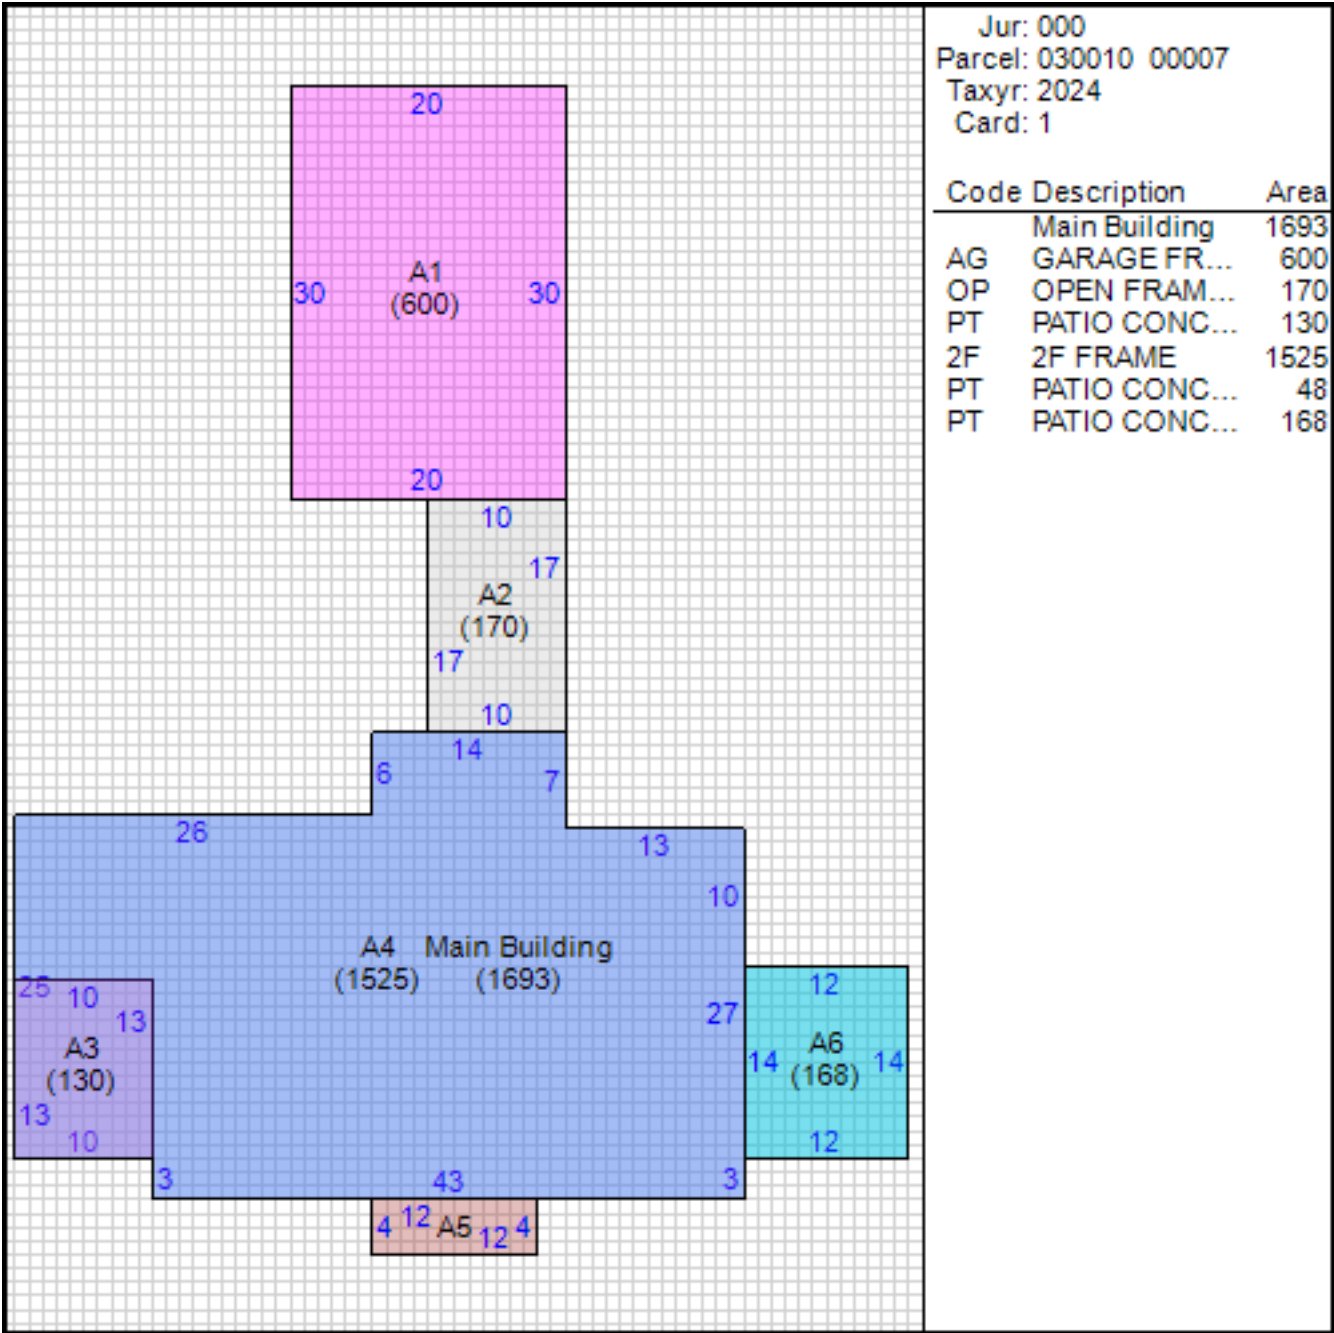 Jur: 000
Parcel: 030010 00007
Taxyr: 2024
Card: 1
Code Description Area
Main Building 1693
AG GARAGE FR... 600
OP OPEN FRAM... 170
PT PATIO CONC... 130
2F 2F FRAME 1525
PT PATIO CONC... 48
PT PATIO CONC... 168
20
A1
30 (600) 30
20
10
17
A2
(170)
17
10
14
6 7
26
13
10
A4 Main Building
(1525) (1693)
25 10
13
27
12
A3
(130)
A6
14 (168) 14
13
10
12
3 43 3
4 12 A5 12 4